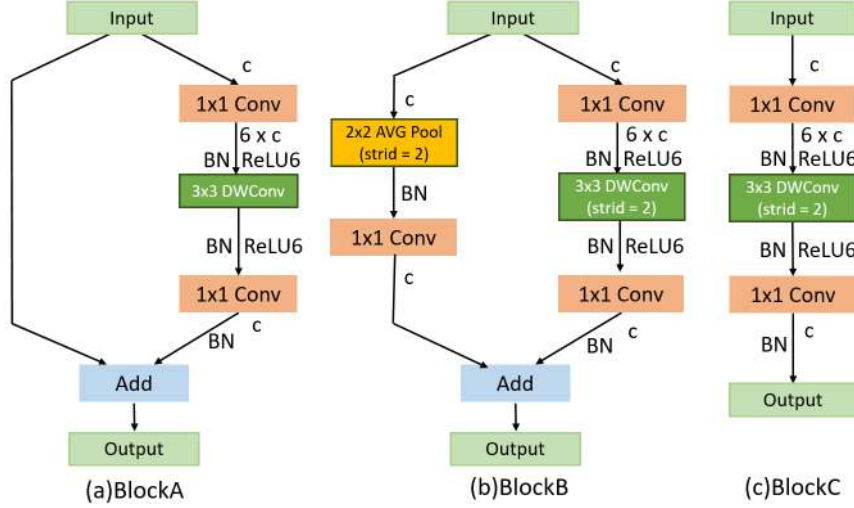 Input
c
1x1 Conv
6 x c
BN ReLU6
3x3 DWConv
BN ReLU6
1x1 Conv
BN c
Add
Output
(a)BlockA
Input
c
2x2 AVG Pool
(strid = 2)
BN
1x1 Conv
c
c
1x1 Conv
6 x c
BN ReLU6
3x3 DWConv
(strid = 2)
BN ReLU6
1x1 Conv
BN c
Add
Output
(b)BlockB
Input
c
1x1 Conv
6 x c
BN ReLU6
3x3 DWConv
(strid = 2)
BN ReLU6
1x1 Conv
BN c
Output
(c)BlockC